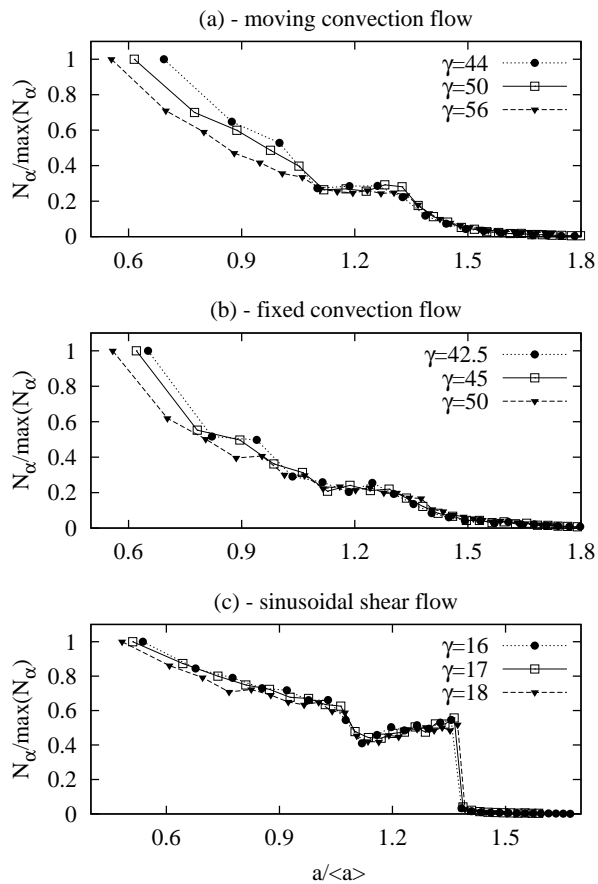 (a) - moving convection flow
N_α/max(N_α)
1
0.8
0.6
0.4
0.2
0
γ=44
γ=50
γ=56
0.6 0.9 1.2 1.5 1.8
(b) - fixed convection flow
N_α/max(N_α)
1
0.8
0.6
0.4
0.2
0
γ=42.5
γ=45
γ=50
0.6 0.9 1.2 1.5 1.8
(c) - sinusoidal shear flow
N_α/max(N_α)
1
0.8
0.6
0.4
0.2
0
γ=16
γ=17
γ=18
0.6 0.9 1.2 1.5
a/<a>